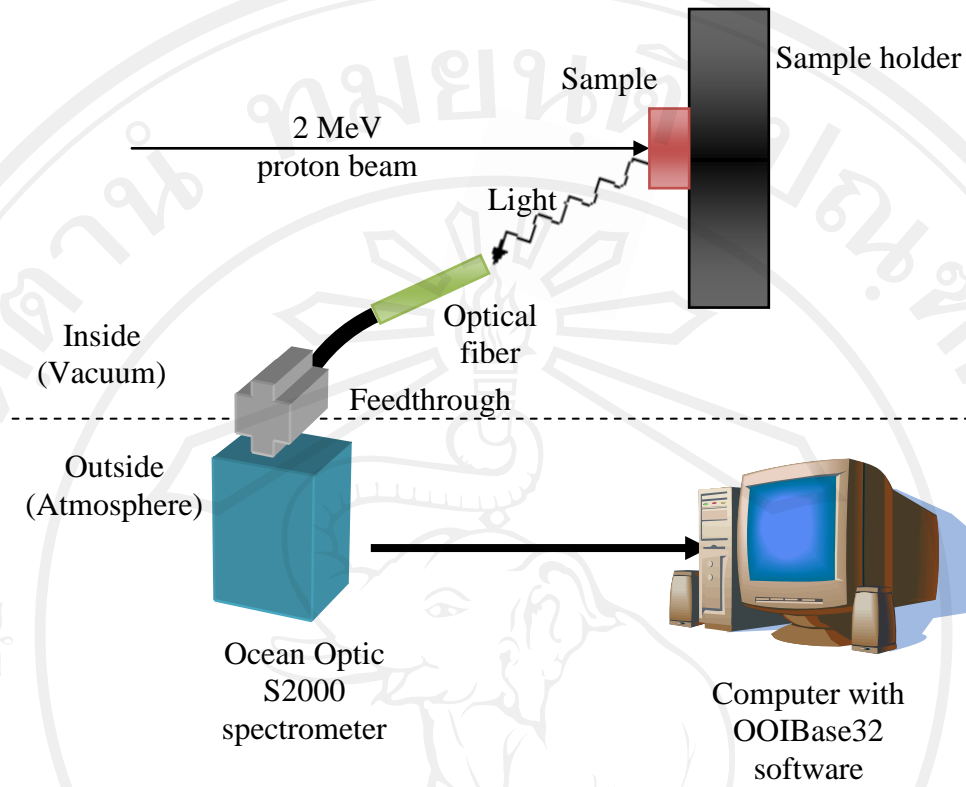 Sample holder
Sample
2 MeV
proton beam
Light
Optical
fiber
Inside
(Vacuum)
Feedthrough
Outside
(Atmosphere)
Ocean Optic
S2000
spectrometer
Computer with
OOIBase32
software